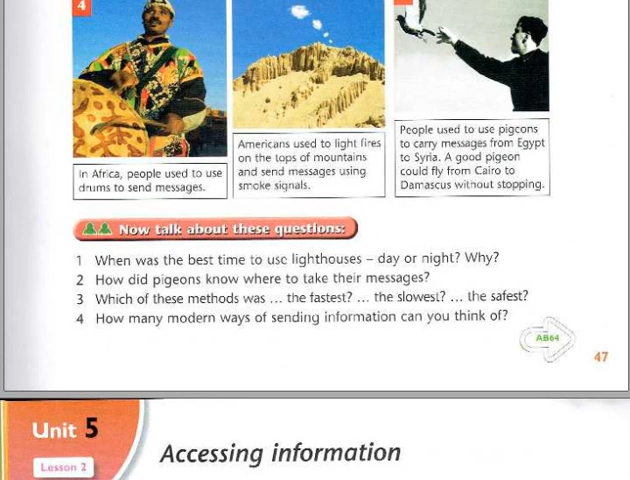 4
In Africa, people used to use
drums to send messages.
Americans used to light fires
on the tops of mountains
and send messages using
smoke signals.
People used to use pigeons
to carry messages from Egypt
to Syria. A good pigeon
could fly from Cairo to
Damascus without stopping.
Now talk about these questions:
1 When was the best time to use lighthouses – day or night? Why?
2 How did pigeons know where to take their messages?
3 Which of these methods was ... the fastest? ... the slowest? ... the safest?
4 How many modern ways of sending information can you think of?
AB64
47
Unit 5
Lesson 2
Accessing information